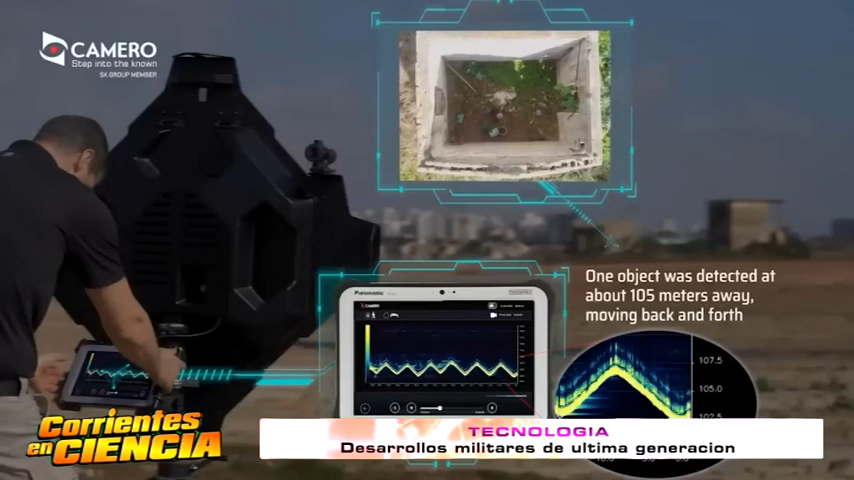 CAMERO
Step into the known
SK GROUP MEMBER
One object was detected at
about 105 meters away,
moving back and forth
Panasonic
CAMERO
107.5
105.0
102.5
Corrientes
en CIENCIA
TECNOLOGIA
Desarrollos militares de ultima generacion